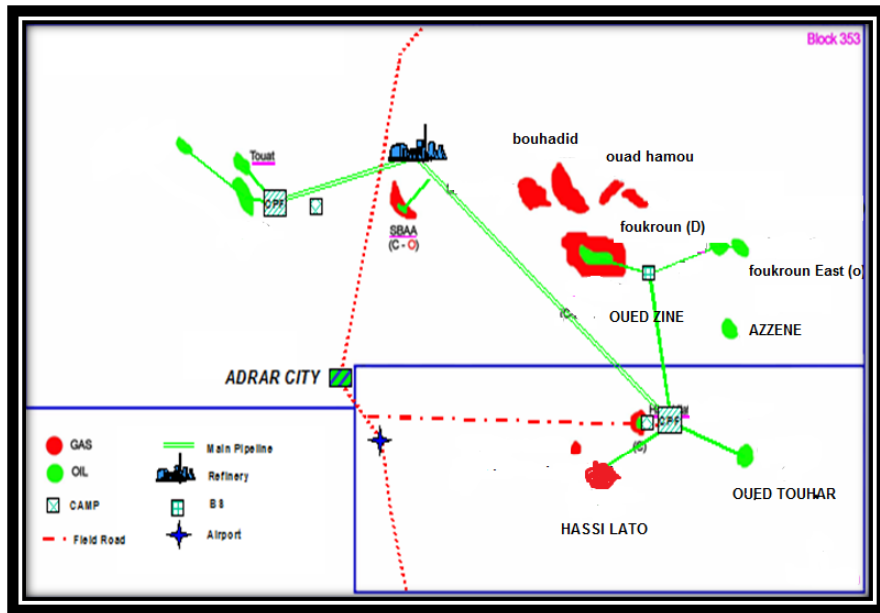 Block 353
bouhadid
ouad hamou
Touat
CPF
SBAA
(C - O)
foukroun (D)
foukroun East (o)
OUED ZINE
AZZENE
ADRAR CITY
CPF
(G)
OUED TOUHAR
HASSI LATO
GAS
OIL
CAMP
Field Road
Main Pipeline
Refinery
BS
Airport